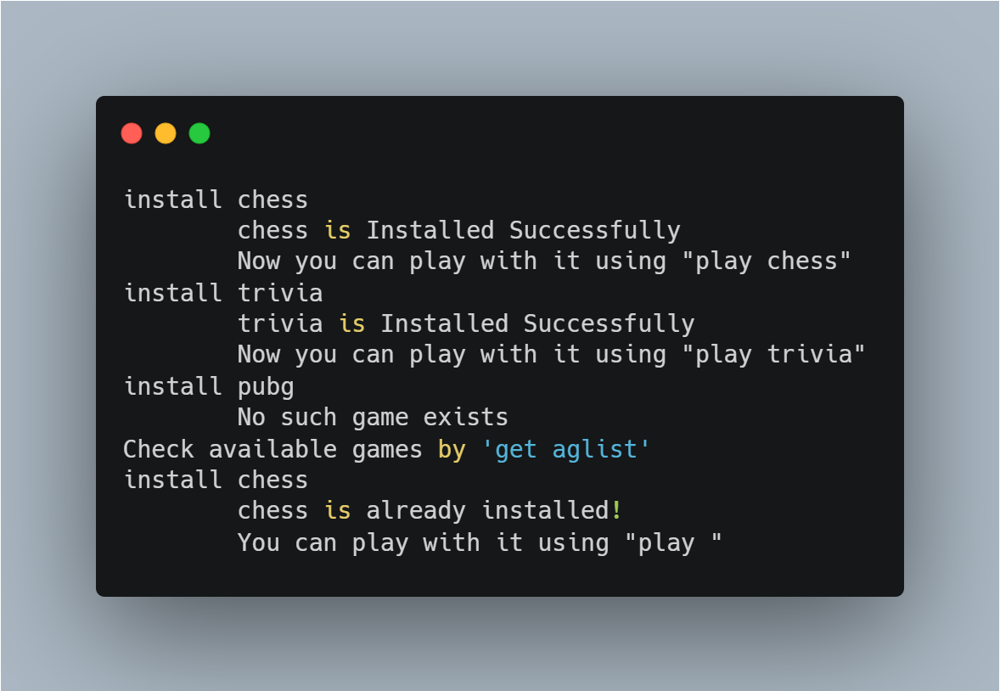 install chess
chess is Installed Successfully
Now you can play with it using "play chess"
install trivia
trivia is Installed Successfully
Now you can play with it using "play trivia"
install pubg
No such game exists
Check available games by 'get aglist'
install chess
chess is already installed!
You can play with it using "play "